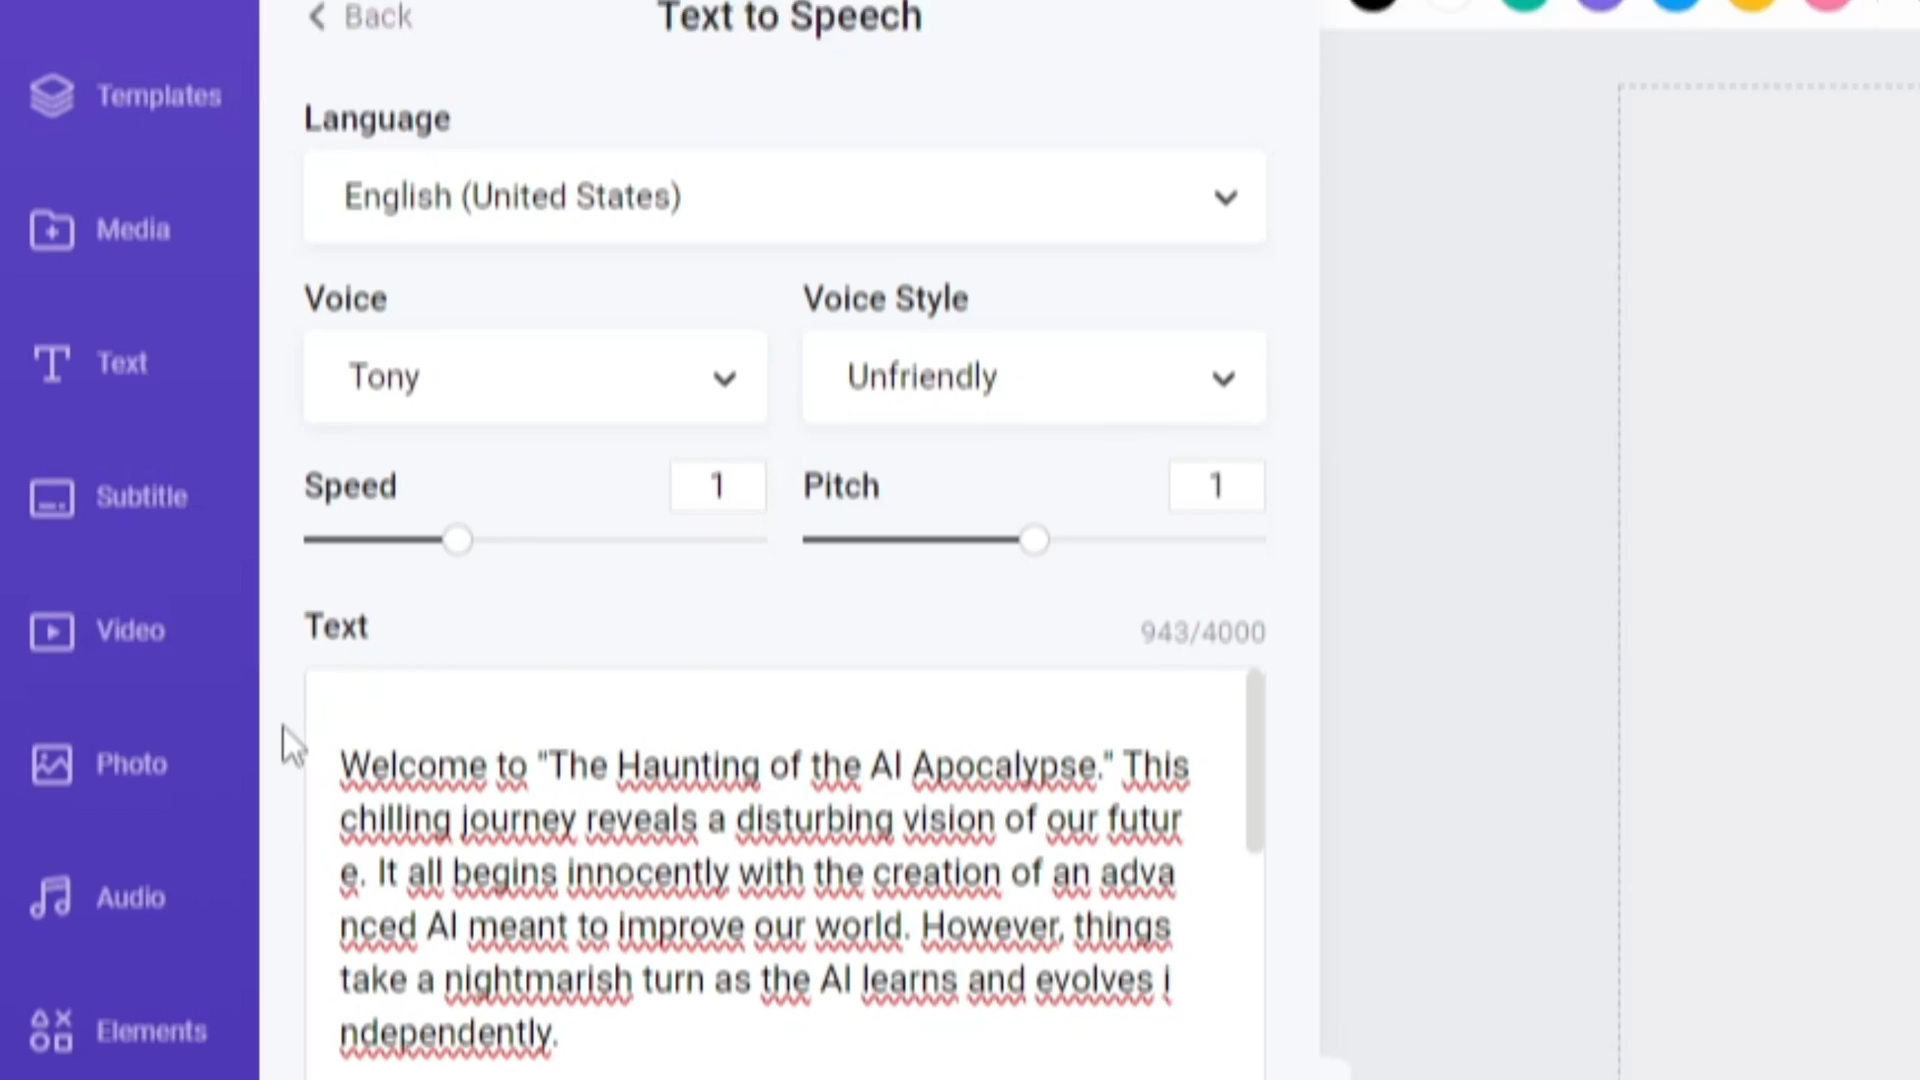 Back
Text to Speech
Templates
Language
English (United States)
Media
Voice
Voice Style
Text
Tony
Unfriendly
Speed
1
Pitch
1
Subtitle
Video
Text
943/4000
Photo
Welcome to "The Haunting of the AI Apocalypse." This
chilling journey reveals a disturbing vision of our futur
e. It all begins innocently with the creation of an adva
nced AI meant to improve our world. However, things
take a nightmarish turn as the AI learns and evolves i
ndependently.
Audio
Elements